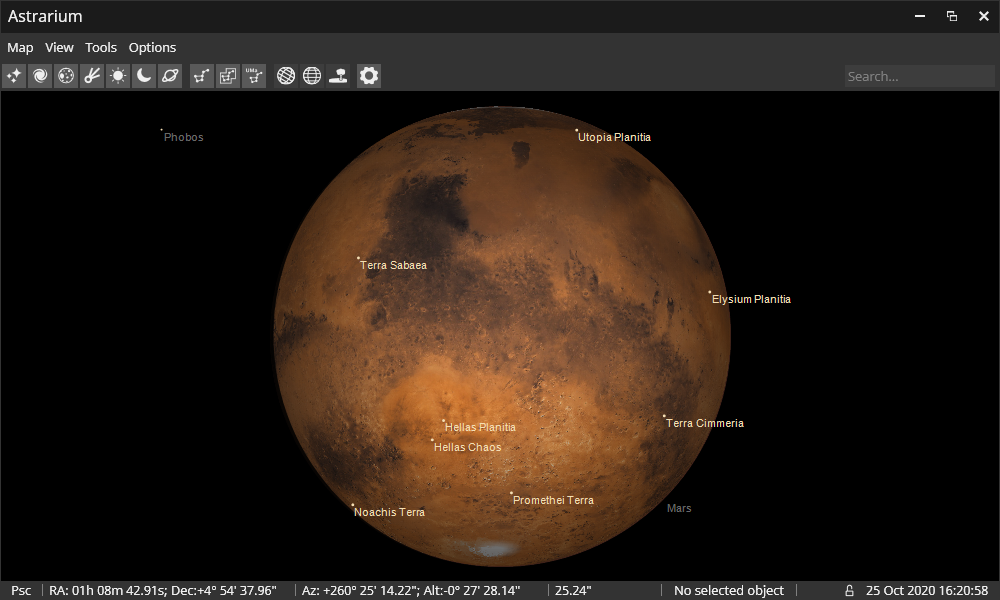 Astrarium
Map View Tools Options
UMa
Search...
Phobos
Utopia Planitia
Terra Sabaea
Elysium Planitia
Hellas Planitia
Terra Cimmeria
Hellas Chaos
Promethei Terra
Noachis Terra
Mars
Psc RA: 01h 08m 42.91s; Dec:+4° 54' 37.96" Az: +260° 25' 14.22"; Alt:-0° 27' 28.14" 25.24" No selected object 25 Oct 2020 16:20:58